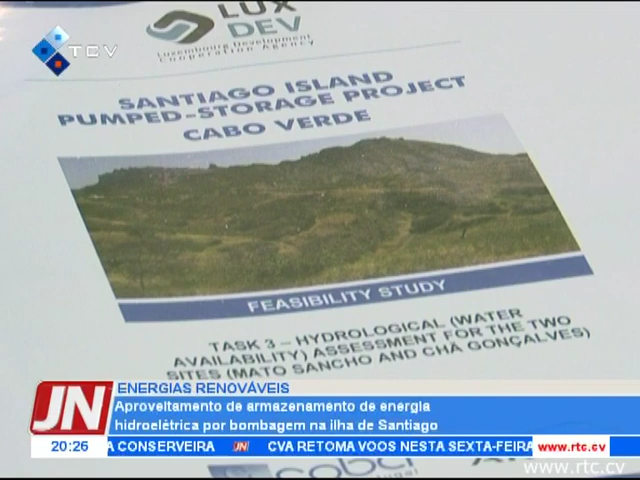 LUX
DEV
Luxembourg Development
Cooperation Agency
TCV
SANTIAGO ISLAND
PUMPED-STORAGE PROJECT
CABO VERDE
FEASIBILITY STUDY
TASK 3 – HYDROLOGICAL (WATER
AVAILABILITY) ASSESSMENT FOR THE TWO
SITES (MATO SANCHO AND CHÃ GONÇALVES)
JN
ENERGIAS RENOVÁVEIS
Aproveitamento de armazenamento de energia
hidroelétrica por bombagem na ilha de Santiago
20:26
A CONSERVEIRA JN CVA RETOMA VOOS NESTA SEXTA-FEIRA
www.rtc.cv
www.rtc.cv